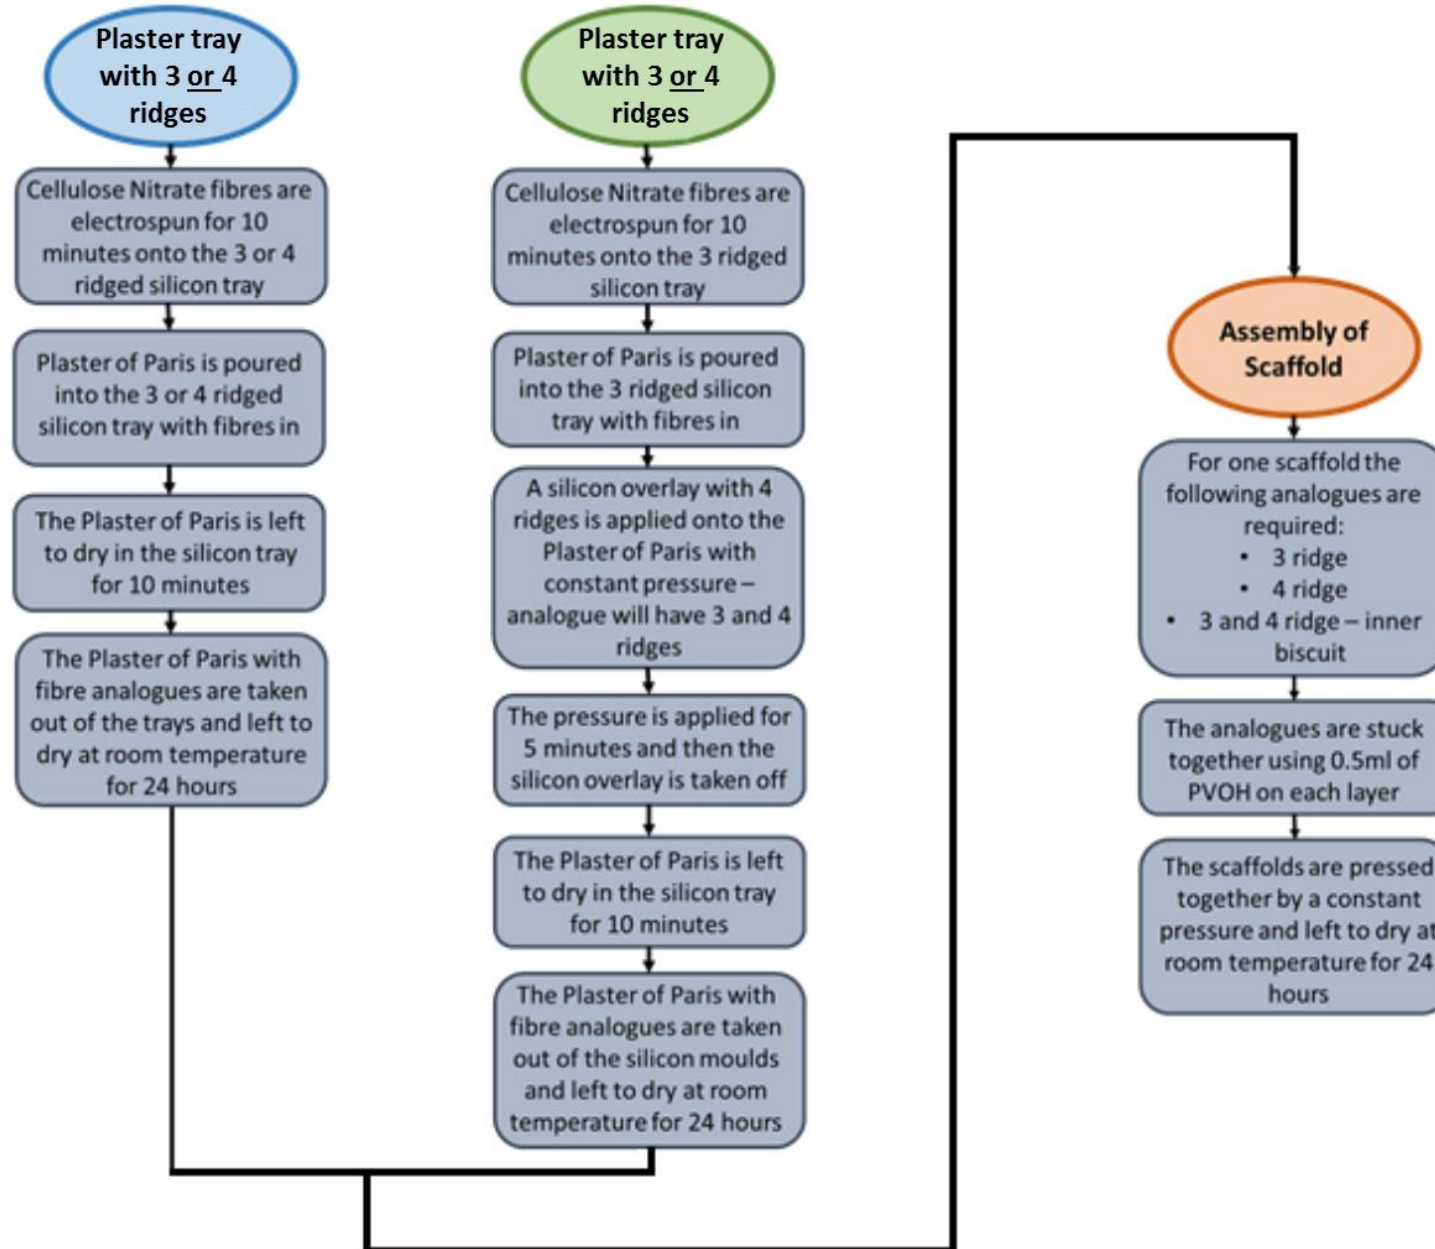 Plaster tray
with 3 or 4
ridges
Cellulose Nitrate fibres are
electrospun for 10
minutes onto the 3 or 4
ridged silicon tray
Plaster of Paris is poured
into the 3 or 4 ridged
silicon tray with fibres in
The Plaster of Paris is left
to dry in the silicon tray
for 10 minutes
The Plaster of Paris with
fibre analogues are taken
out of the trays and left to
dry at room temperature
for 24 hours
Plaster tray
with 3 or 4
ridges
Cellulose Nitrate fibres are
electrospun for 10
minutes onto the 3 ridged
silicon tray
Plaster of Paris is poured
into the 3 ridged silicon
tray with fibres in
A silicon overlay with 4
ridges is applied onto the
Plaster of Paris with
constant pressure –
analogue will have 3 and 4
ridges
The pressure is applied for
5 minutes and then the
silicon overlay is taken off
The Plaster of Paris is left
to dry in the silicon tray
for 10 minutes
The Plaster of Paris with
fibre analogues are taken
out of the silicon moulds
and left to dry at room
temperature for 24 hours
Assembly of
Scaffold
For one scaffold the
following analogues are
required:
• 3 ridge
• 4 ridge
• 3 and 4 ridge – inner
biscuit
The analogues are stuck
together using 0.5ml of
PVOH on each layer
The scaffolds are pressed
together by a constant
pressure and left to dry at
room temperature for 24
hours